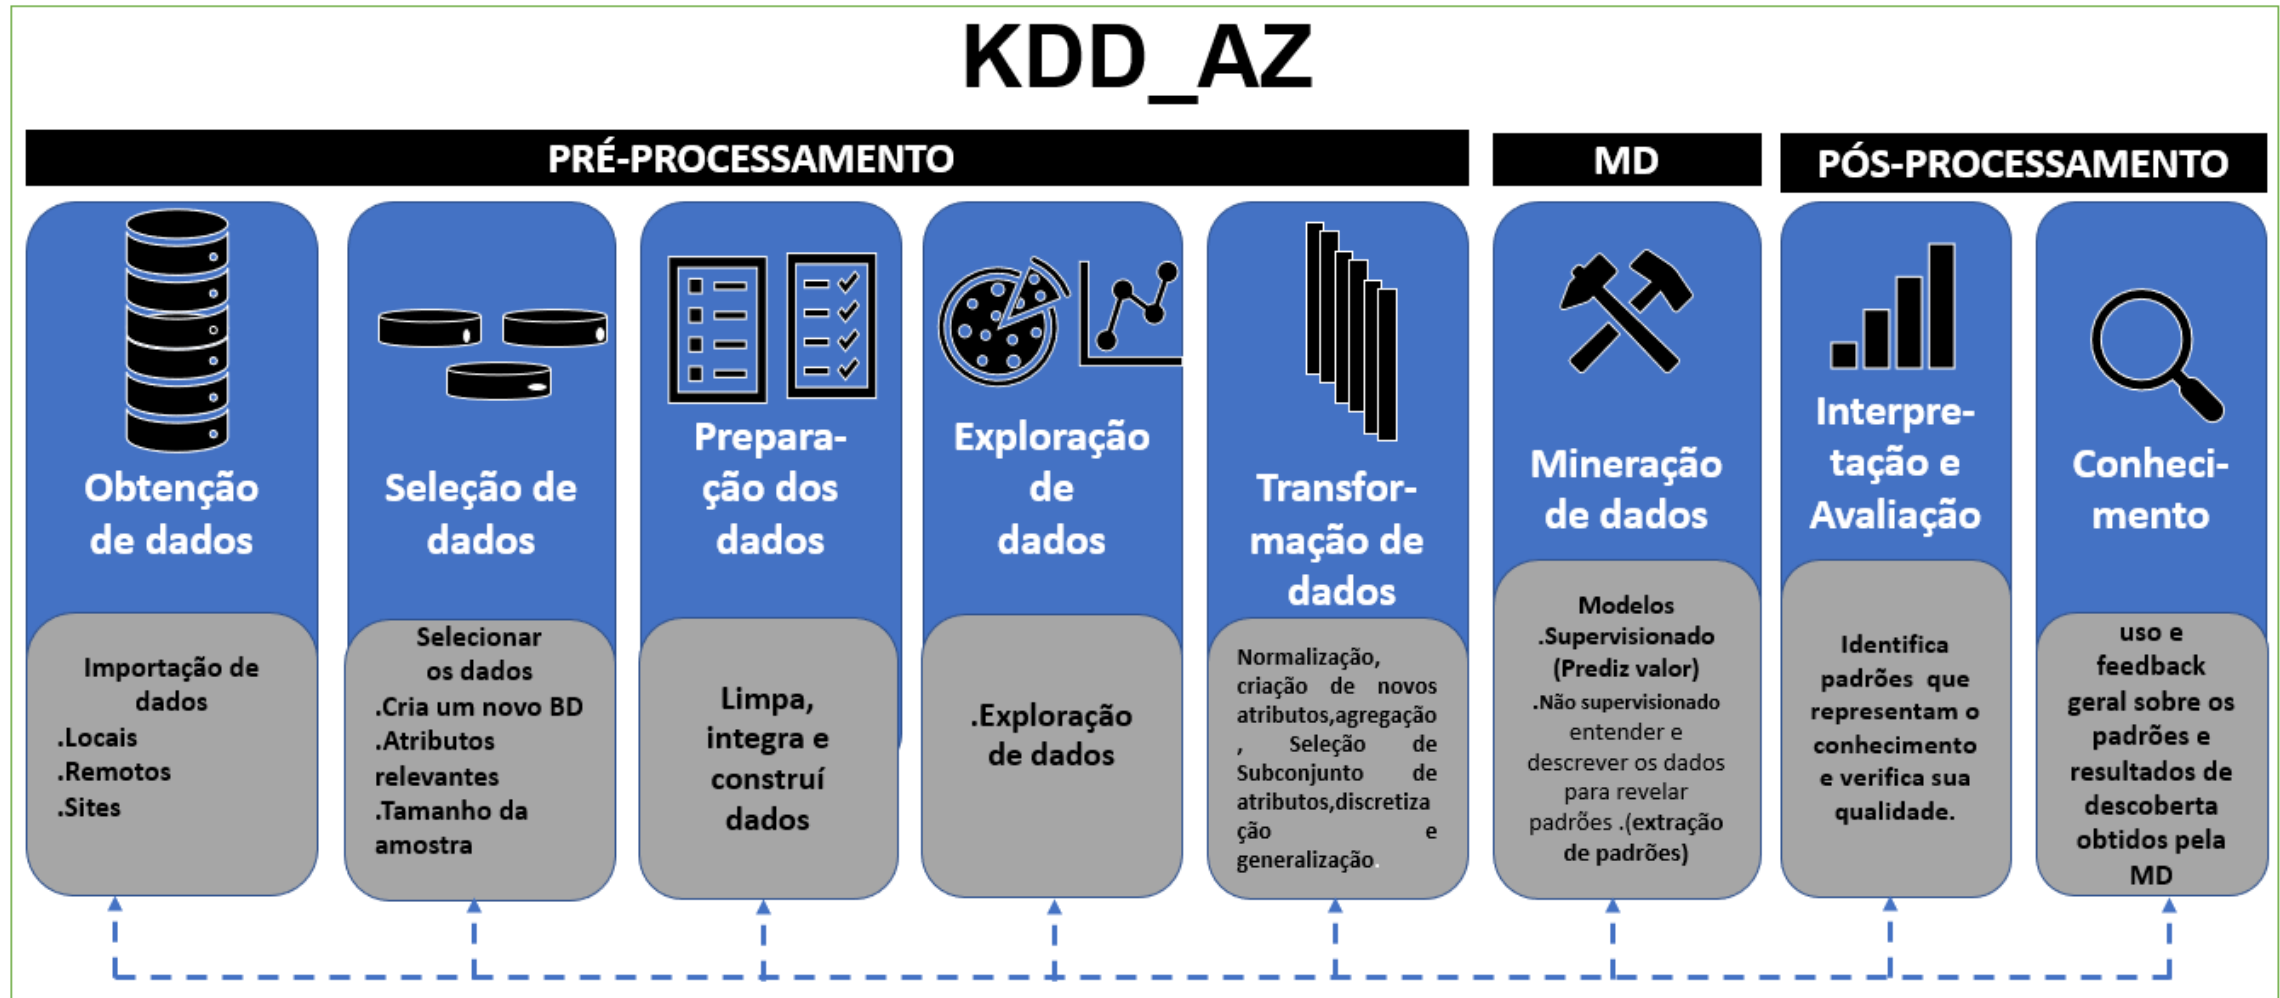 KDD_AZ
PRÉ-PROCESSAMENTO
MD
PÓS-PROCESSAMENTO
Obtenção
de dados
Importação de
dados
.Locais
.Remotos
.Sites
Seleção de
dados
Selecionar
os dados
.Cria um novo BD
.Atributos
relevantes
.Tamanho da
amostra
Prepara-
ção dos
dados
Limpa,
integra e
construí
dados
Exploração
de
dados
.Exploração
de dados
Transfor-
mação de
dados
Normalização,
criação de novos
atributos,agregação
, Seleção de
Subconjunto de
atributos,discretiza
ção e
generalização.
Mineração
de dados
Modelos
.Supervisionado
(Prediz valor)
.Não supervisionado
entender e
descrever os dados
para revelar
padrões .(extração
de padrões)
Interpre-
tação e
Avaliação
Identifica
padrões que
representam o
conhecimento
e verifica sua
qualidade.
Conheci-
mento
uso e
feedback
geral sobre os
padrões e
resultados de
descoberta
obtidos pela
MD